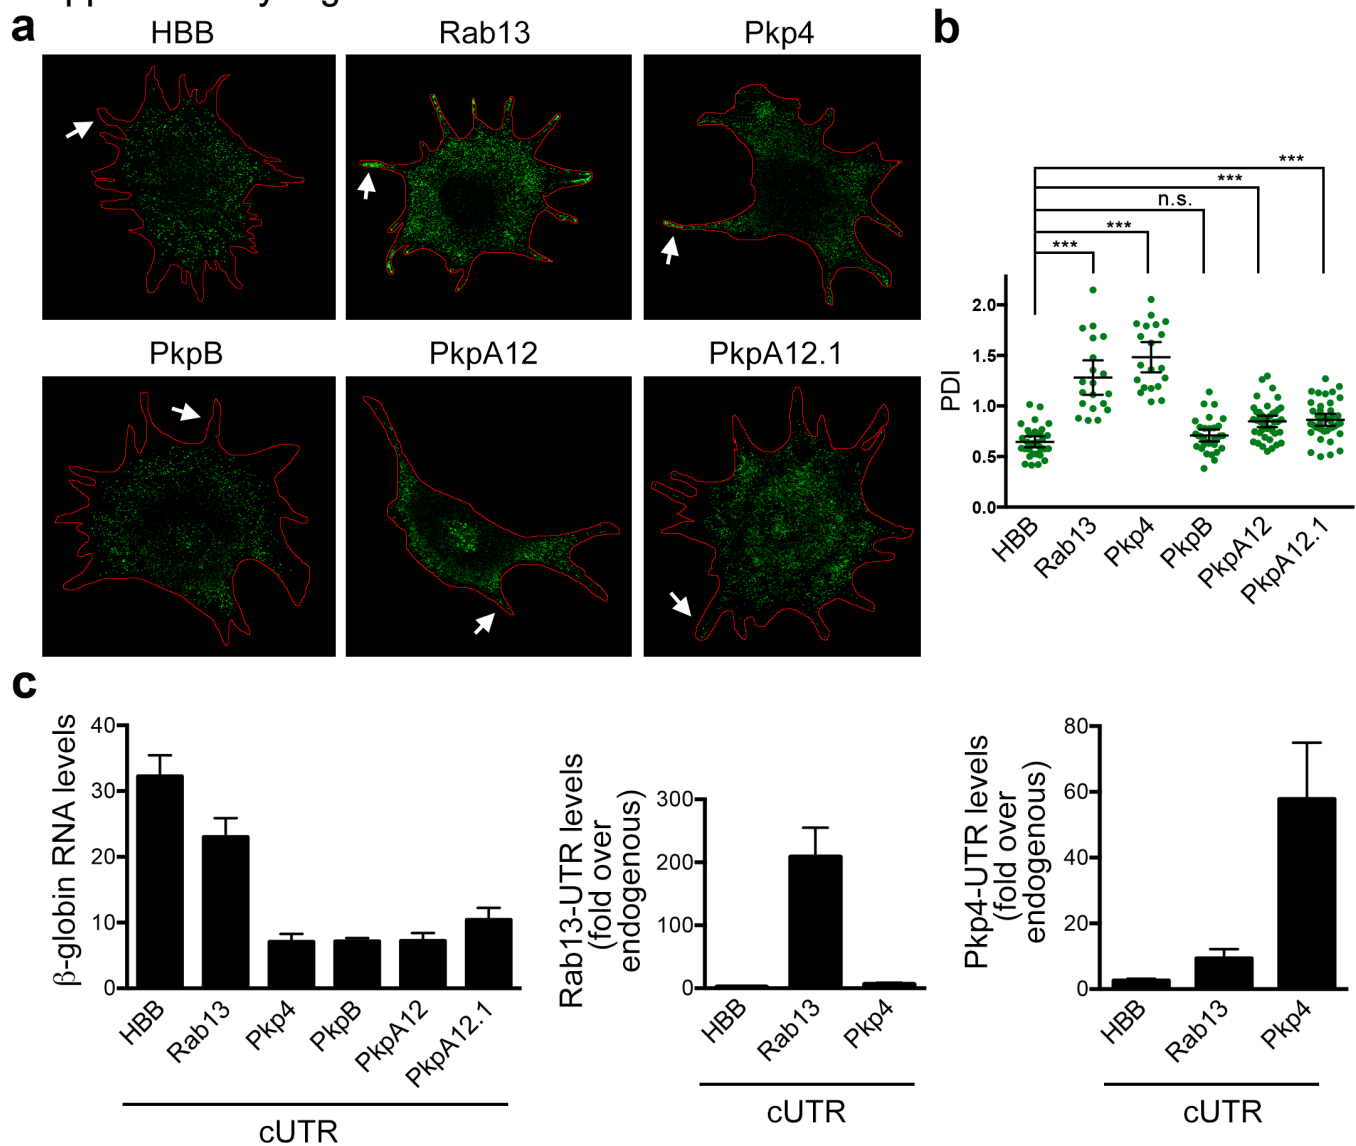 a
HBB
Rab13
Pkp4
PkpB
PkpA12
PkpA12.1
b
***
***
n.s.
***
***
PDI
2.0
1.5
1.0
0.5
0.0
HBB
Rab13
Pkp4
PkpB
PkpA12
PkpA12.1
c
β-globin RNA levels
40
30
20
10
0
HBB
Rab13
Pkp4
PkpB
PkpA12
PkpA12.1
cUTR
Rab13-UTR levels
(fold over
endogenous)
300
200
100
0
HBB
Rab13
Pkp4
cUTR
Pkp4-UTR levels
(fold over
endogenous)
80
60
40
20
0
HBB
Rab13
Pkp4
cUTR